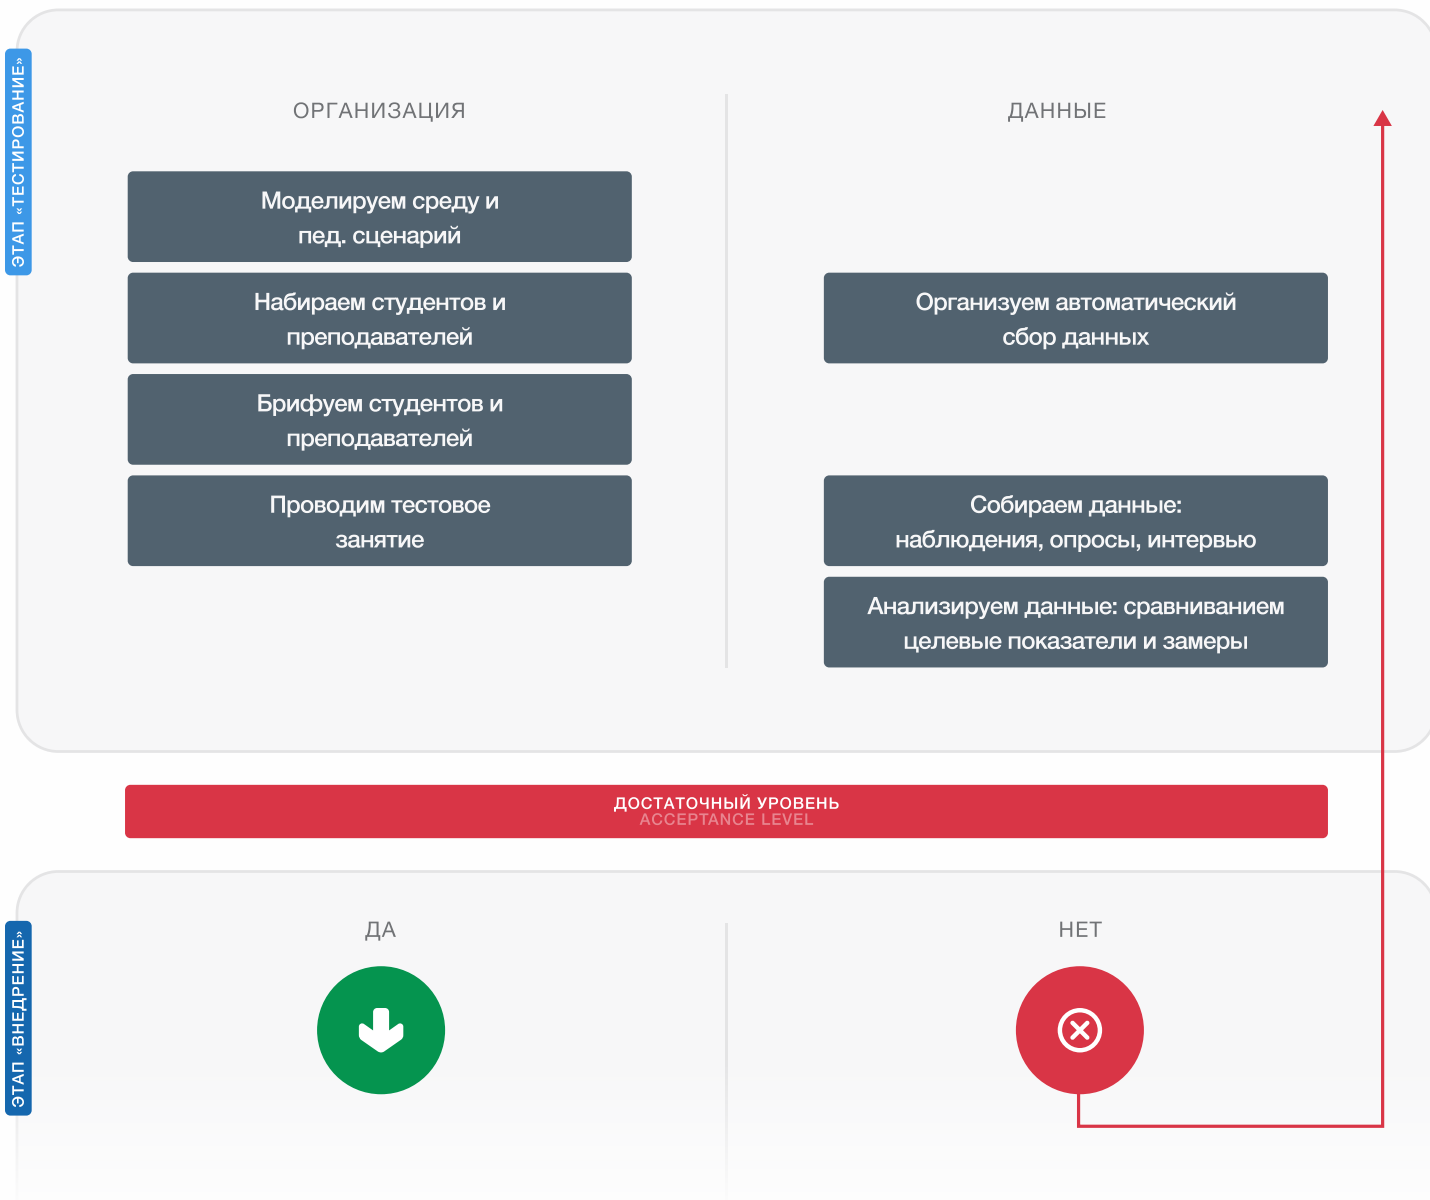 ЭТАП «ТЕСТИРОВАНИЕ»
ОРГАНИЗАЦИЯ
Моделируем среду и
пед. сценарий
Набираем студентов и
преподавателей
Брифуем студентов и
преподавателей
Проводим тестовое
занятие
ДАННЫЕ
Организуем автоматический
сбор данных
Собираем данные:
наблюдения, опросы, интервью
Анализируем данные: сравниванием
целевые показатели и замеры
ДОСТАТОЧНЫЙ УРОВЕНЬ
ACCEPTANCE LEVEL
ЭТАП «ВНЕДРЕНИЕ»
ДА
НЕТ